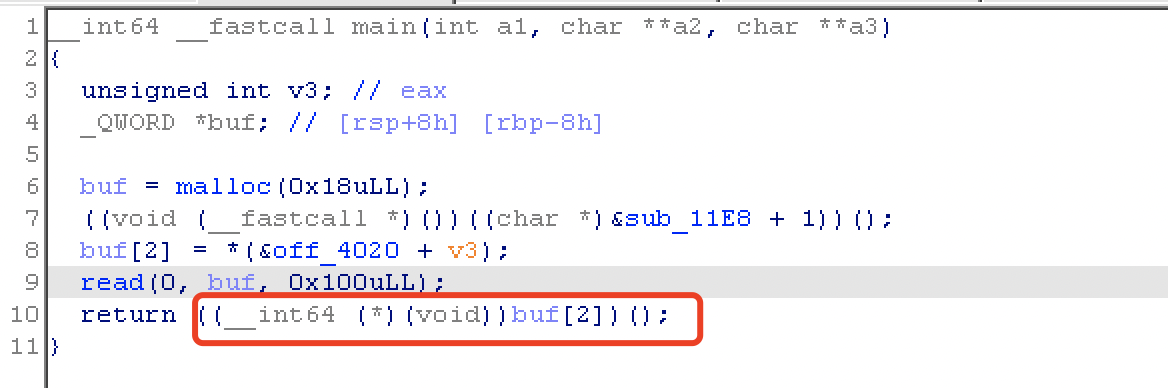 1 __int64 __fastcall main(int a1, char **a2, char **a3)
2 {
3 unsigned int v3; // eax
4 _QWORD *buf; // [rsp+8h] [rbp-8h]
5
6 buf = malloc(0x18uLL);
7 ((void (__fastcall *)())((char *)&sub_11E8 + 1))();
8 buf[2] = *(&off_4020 + v3);
9 read(0, buf, 0x100uLL);
10 return ((__int64 (*)(void))buf[2])();
11 }